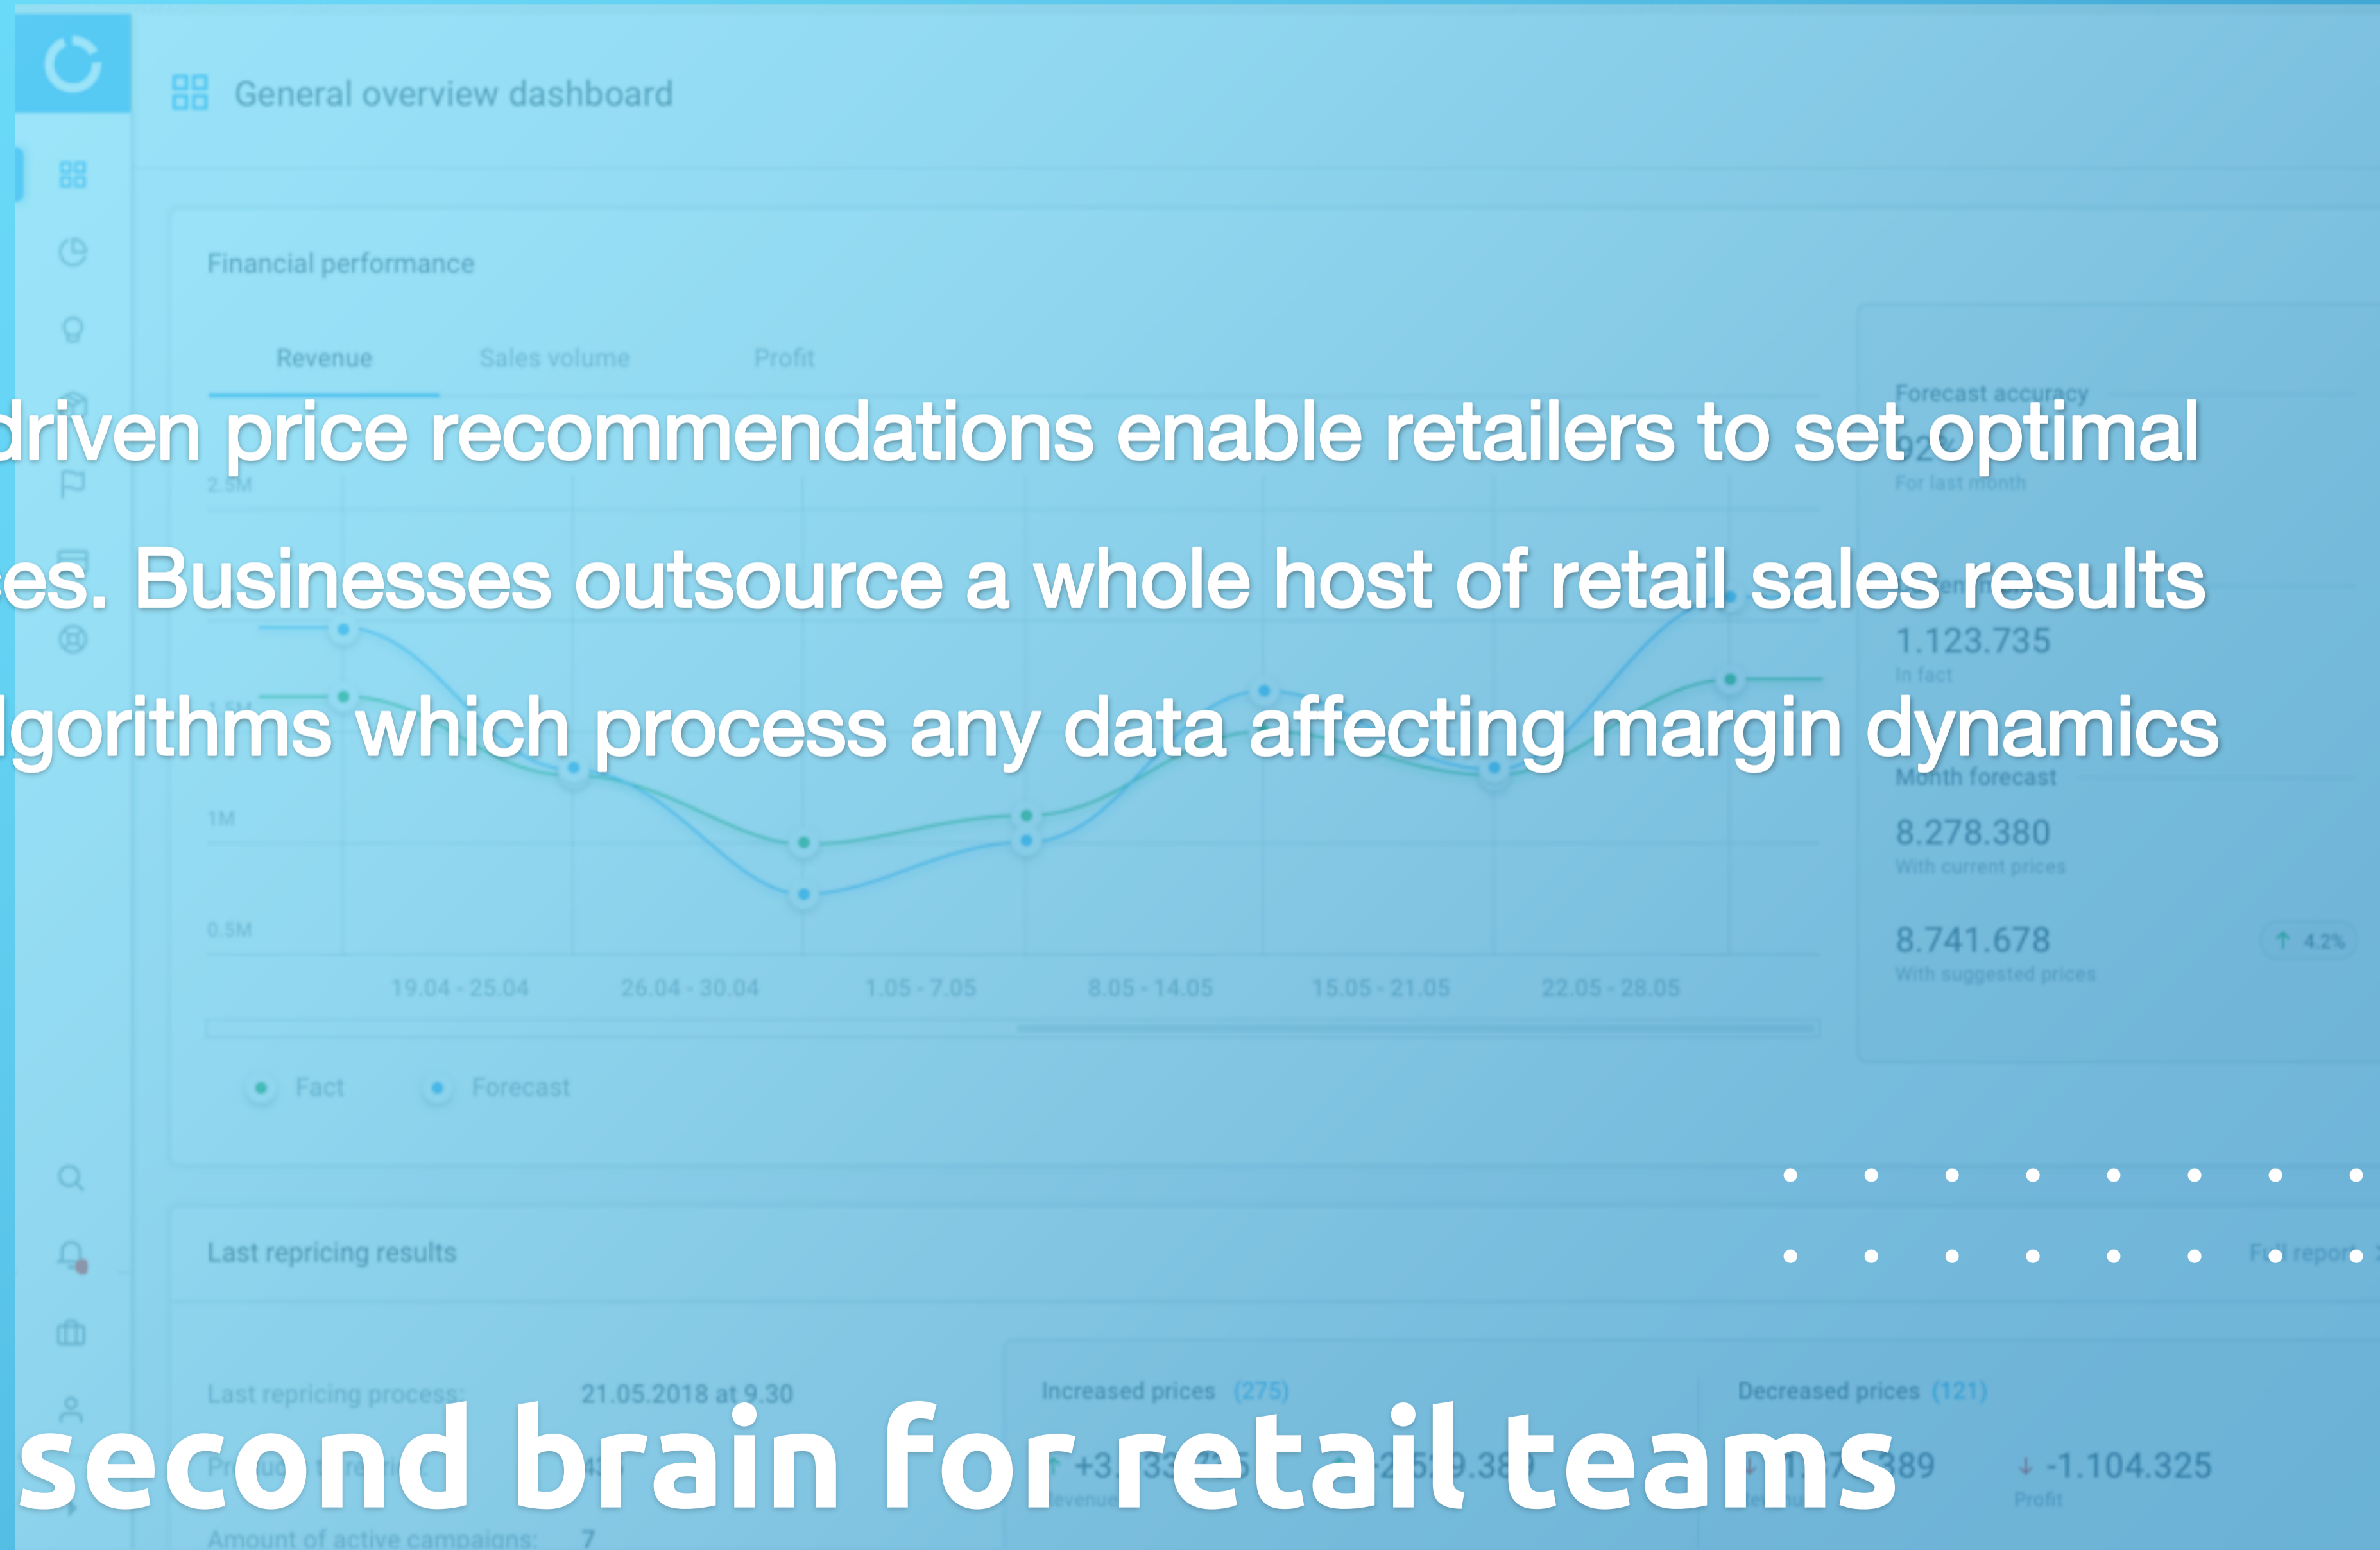 General overview dashboard
Financial performance
Revenue Sales volume Profit
driven price recommendations enable retailers to set optimal
es. Businesses outsource a whole host of retail sales results
lgorithms which process any data affecting margin dynamics
2.5M
1M
0.5M
19.04 - 25.04 26.04 - 30.04 1.05 - 7.05 8.05 - 14.05 15.05 - 21.05 22.05 - 28.05
Fact Forecast
Forecast accuracy
For last month
1.123.735
In fact
Month forecast
8.278.380
With current prices
8.741.678 4.2%
With suggested prices
Last repricing results Full report
Last repricing process: 21.05.2018 at 9.30
Increased prices (275)
Decreased prices (121)
-1.104.325
Profit
second brain for retail teams
Amount of active campaigns: 7